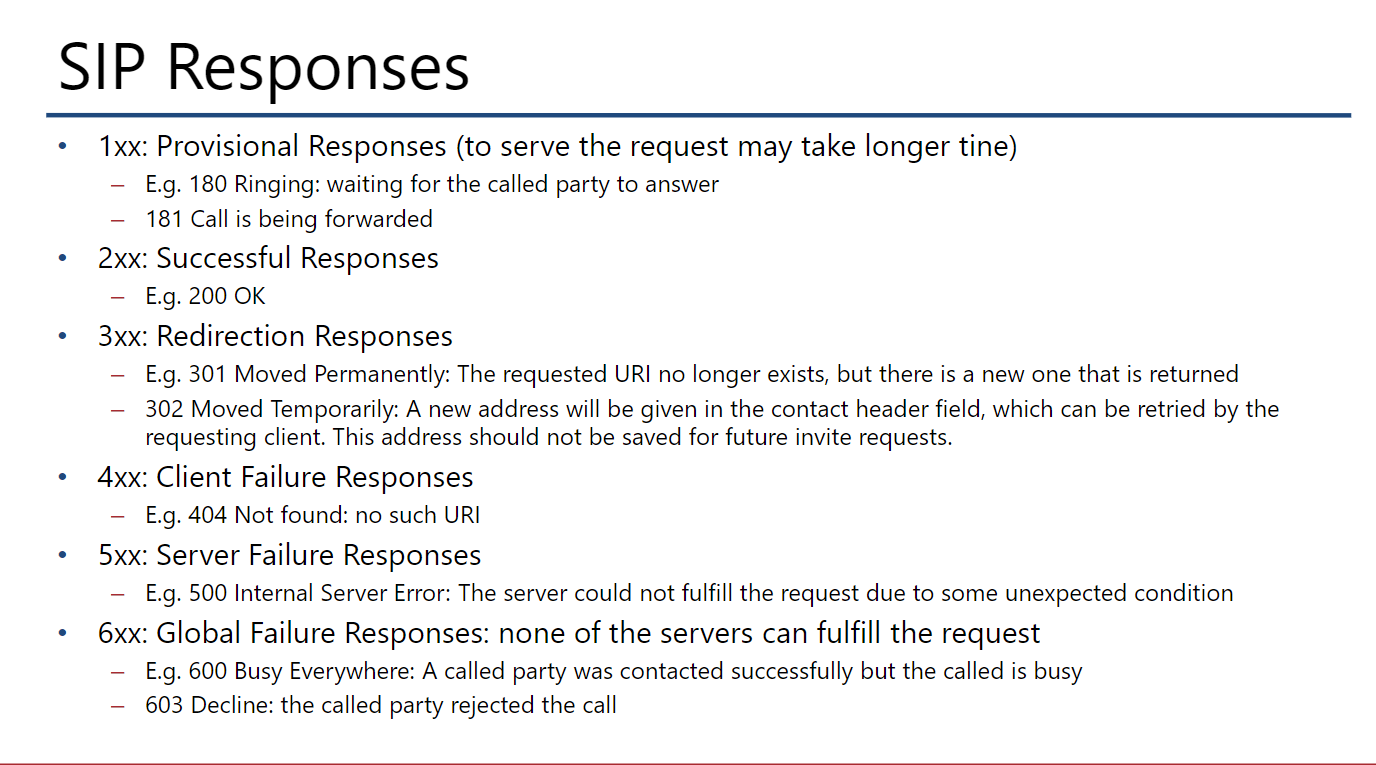 SIP Responses
• 1xx: Provisional Responses (to serve the request may take longer tine)
– E.g. 180 Ringing: waiting for the called party to answer
– 181 Call is being forwarded
• 2xx: Successful Responses
– E.g. 200 OK
• 3xx: Redirection Responses
– E.g. 301 Moved Permanently: The requested URI no longer exists, but there is a new one that is returned
– 302 Moved Temporarily: A new address will be given in the contact header field, which can be retried by the
requesting client. This address should not be saved for future invite requests.
• 4xx: Client Failure Responses
– E.g. 404 Not found: no such URI
• 5xx: Server Failure Responses
– E.g. 500 Internal Server Error: The server could not fulfill the request due to some unexpected condition
• 6xx: Global Failure Responses: none of the servers can fulfill the request
– E.g. 600 Busy Everywhere: A called party was contacted successfully but the called is busy
– 603 Decline: the called party rejected the call